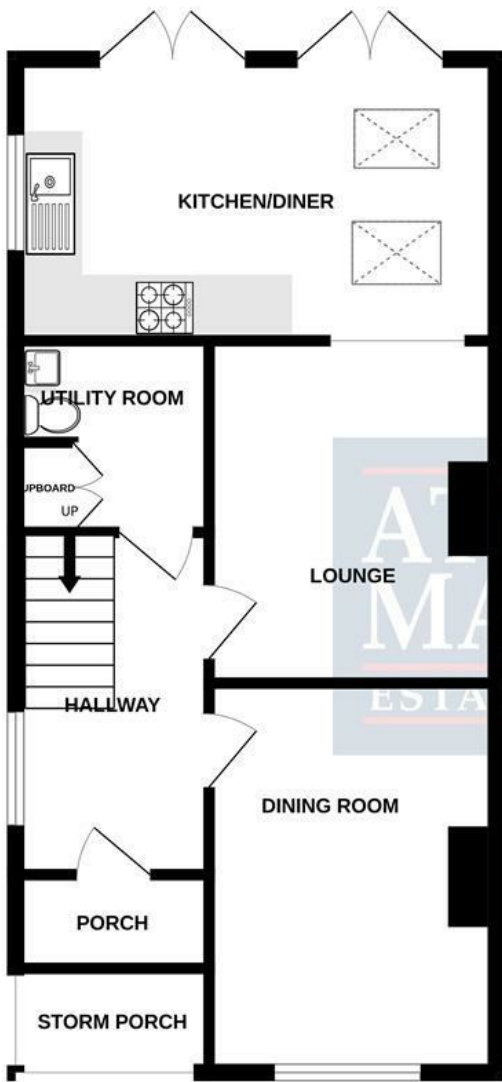 KITCHEN/DINER
UTILITY ROOM
UPBOARD
UP
LOUNGE
HALLWAY
DINING ROOM
PORCH
STORM PORCH